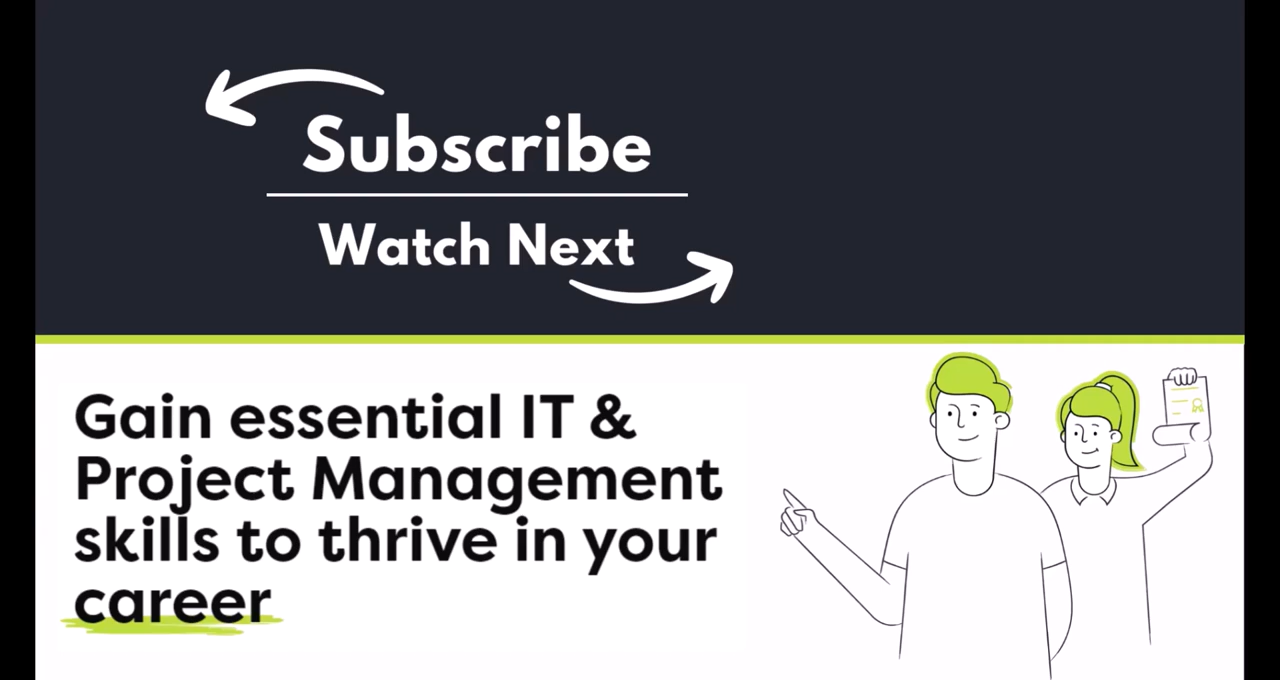 Subscribe
Watch Next
Gain essential IT &
Project Management
skills to thrive in your
career